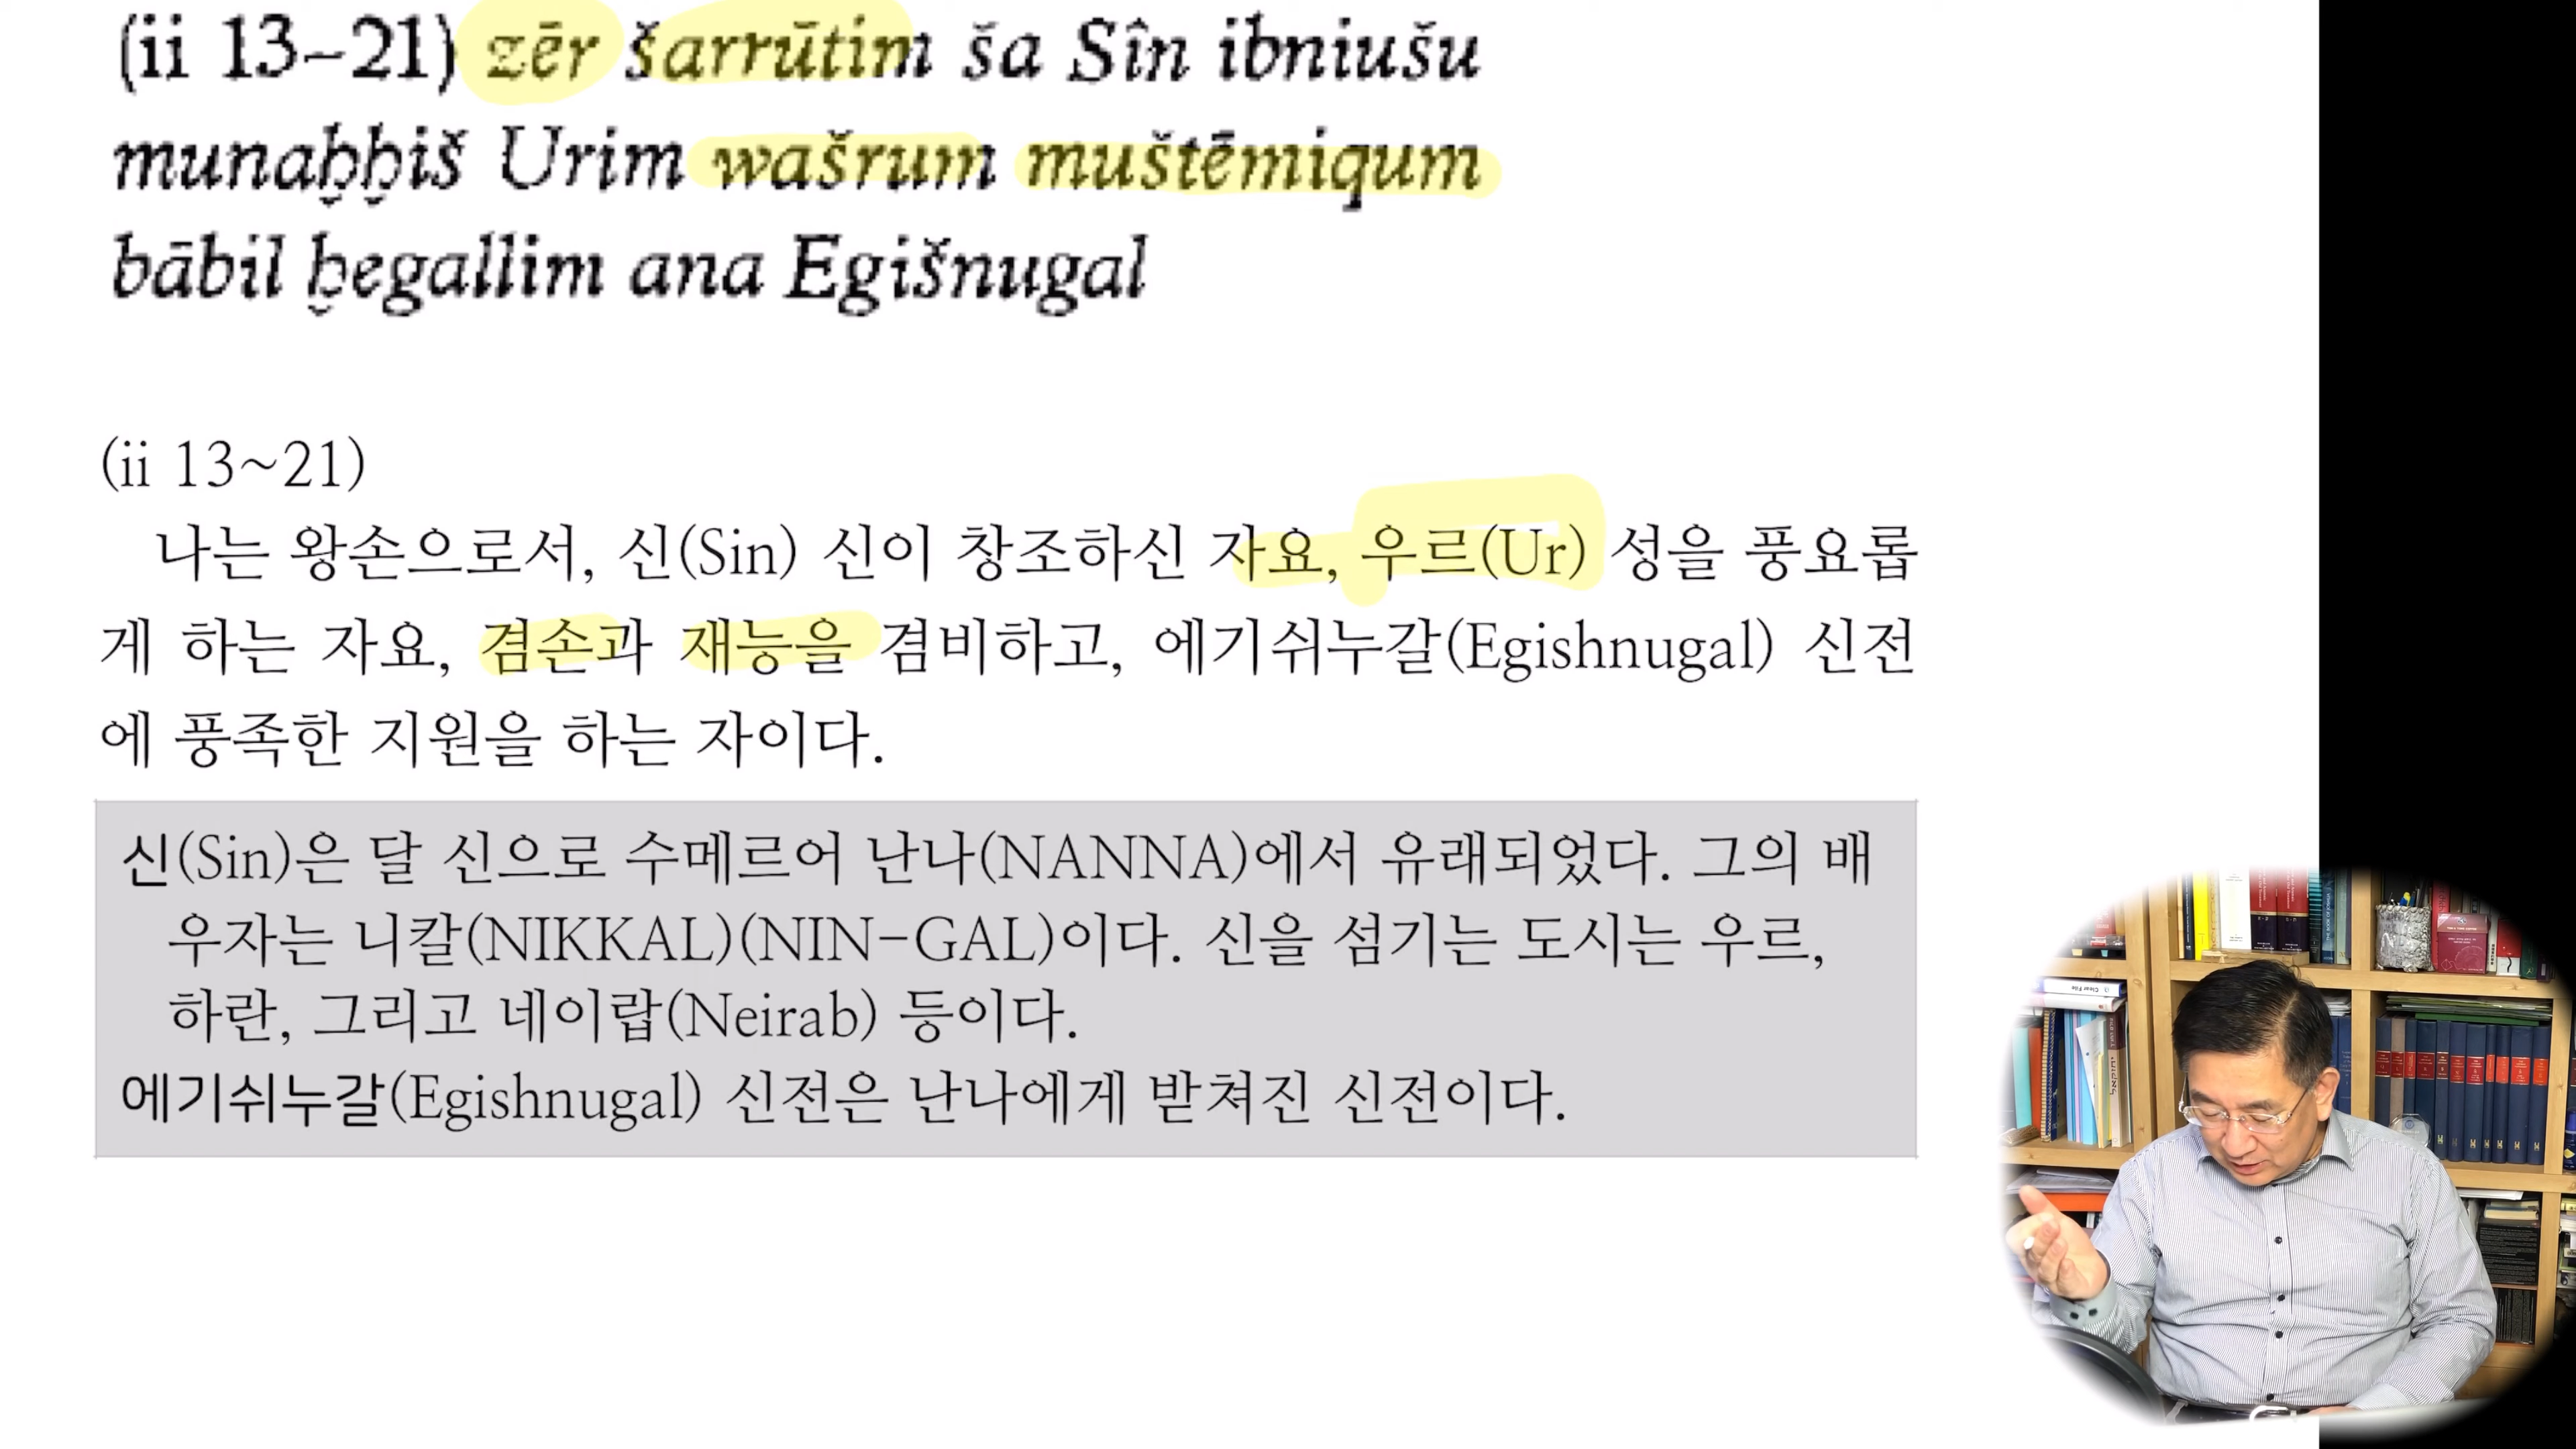 (ii 13–21) zēr šarrūtim ša Sîn ibniušu
munaḫḫiš Urim wašrum muštēmiqum
bābil ḫegallim ana Egišnugal
(ii 13~21)
나는 왕손으로서, 신(Sin) 신이 창조하신 자요, 우르(Ur) 성을 풍요롭
게 하는 자요, 겸손과 재능을 겸비하고, 에기쉬누갈(Egishnugal) 신전
에 풍족한 지원을 하는 자이다.
신(Sin)은 달 신으로 수메르어 난나(NANNA)에서 유래되었다. 그의 배
우자는 니칼(NIKKAL)(NIN-GAL)이다. 신을 섬기는 도시는 우르,
하란, 그리고 네이랍(Neirab) 등이다.
에기쉬누갈(Egishnugal) 신전은 난나에게 받쳐진 신전이다.
Clear File